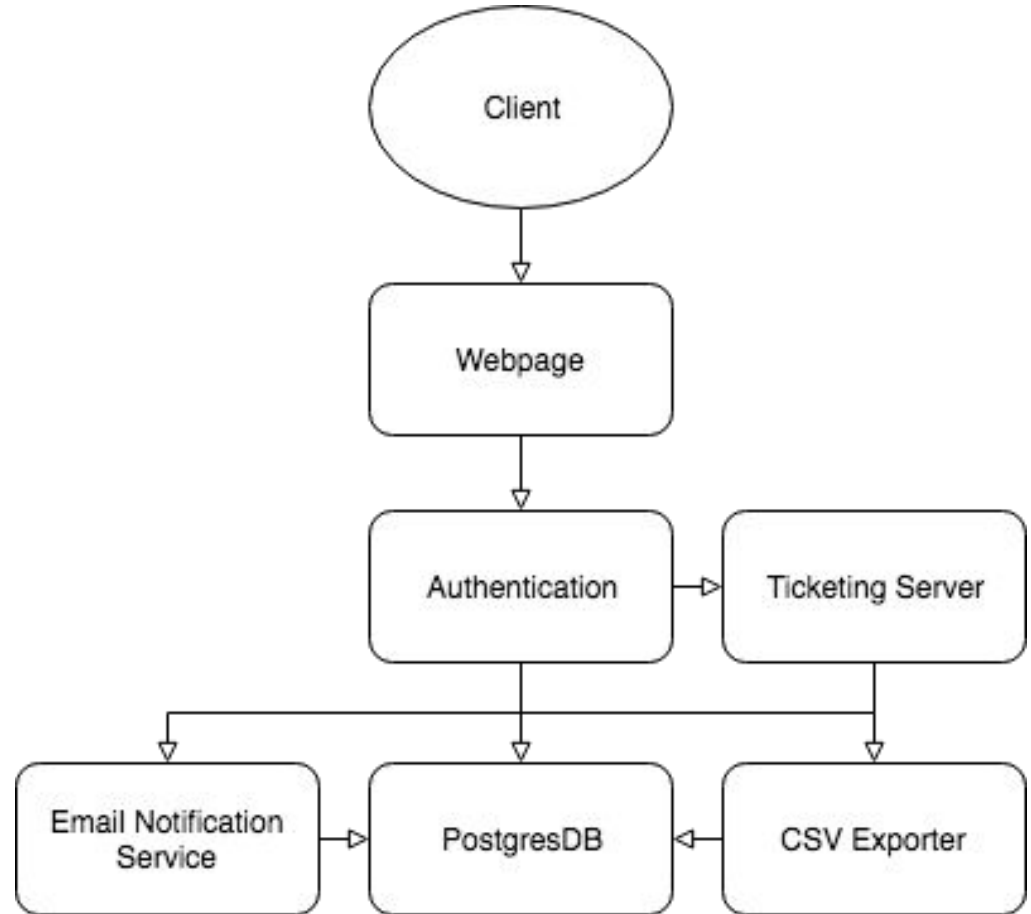 Client
Webpage
Authentication
Ticketing Server
Email Notification
Service
PostgresDB
CSV Exporter